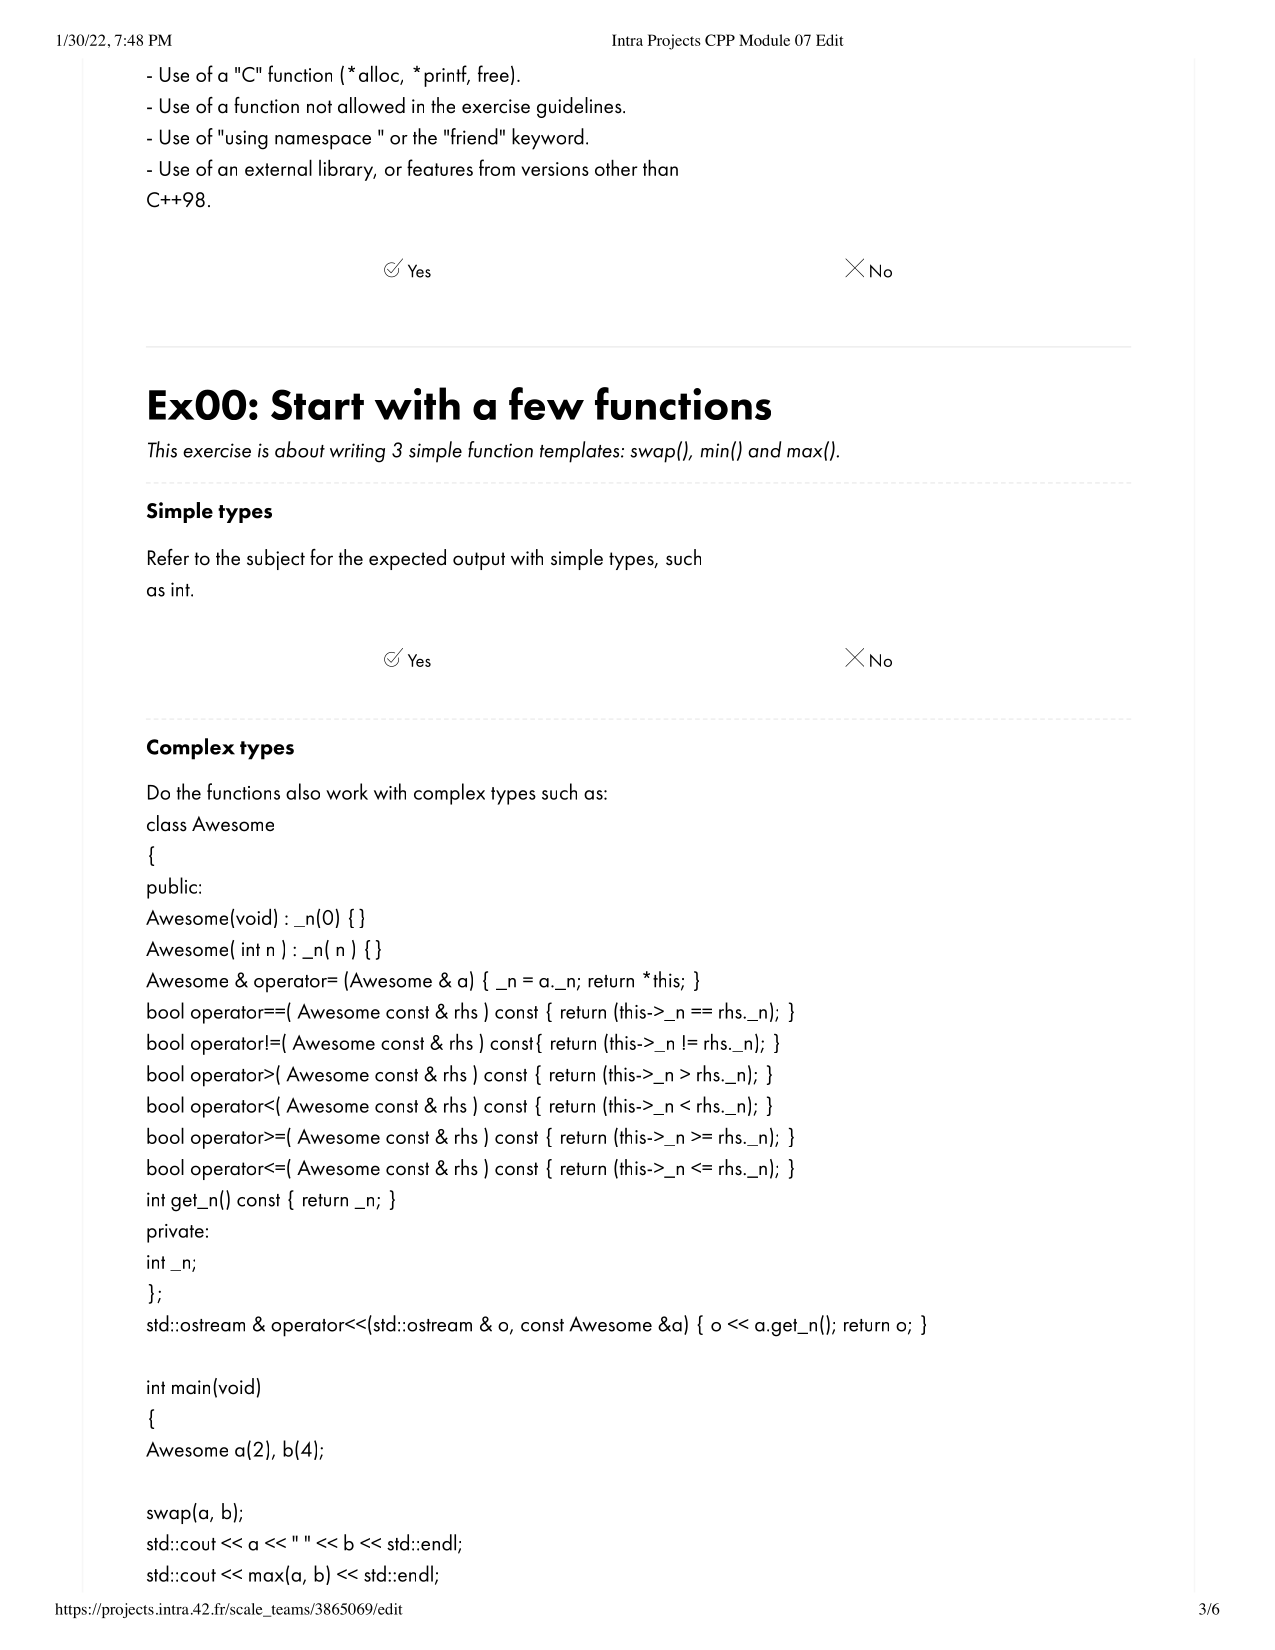 1/30/22, 7:48 PM
Intra Projects CPP Module 07 Edit
- Use of a "C" function (*alloc, *printf, free).
- Use of a function not allowed in the exercise guidelines.
- Use of "using namespace " or the "friend" keyword.
- Use of an external library, or features from versions other than
C++98.
Yes
No
Ex00: Start with a few functions
This exercise is about writing 3 simple function templates: swap(), min() and max().
Simple types
Refer to the subject for the expected output with simple types, such
as int.
Yes
No
Complex types
Do the functions also work with complex types such as:
class Awesome
{
public:
Awesome(void) : _n(0) {}
Awesome( int n ) : _n( n ) {}
Awesome & operator= (Awesome & a) { _n = a._n; return *this; }
bool operator==( Awesome const & rhs ) const { return (this->_n == rhs._n); }
bool operator!=( Awesome const & rhs ) const{ return (this->_n != rhs._n); }
bool operator>( Awesome const & rhs ) const { return (this->_n > rhs._n); }
bool operator<( Awesome const & rhs ) const { return (this->_n < rhs._n); }
bool operator>=( Awesome const & rhs ) const { return (this->_n >= rhs._n); }
bool operator<=( Awesome const & rhs ) const { return (this->_n <= rhs._n); }
int get_n() const { return _n; }
private:
int _n;
};
std::ostream & operator<<(std::ostream & o, const Awesome &a) { o << a.get_n(); return o; }
int main(void)
{
Awesome a(2), b(4);
swap(a, b);
std::cout << a << " " << b << std::endl;
std::cout << max(a, b) << std::endl;
https://projects.intra.42.fr/scale_teams/3865069/edit
3/6